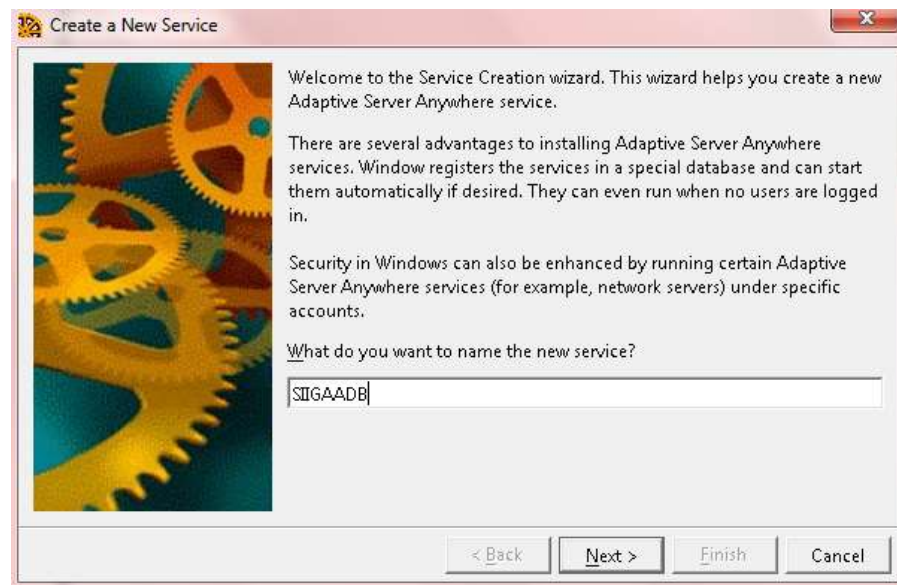 Create a New Service
Welcome to the Service Creation wizard. This wizard helps you create a new
Adaptive Server Anywhere service.
There are several advantages to installing Adaptive Server Anywhere
services. Window registers the services in a special database and can start
them automatically if desired. They can even run when no users are logged
in.
Security in Windows can also be enhanced by running certain Adaptive
Server Anywhere services (for example, network servers) under specific
accounts.
What do you want to name the new service?
SIIGAADB
< Back Next > Finish Cancel